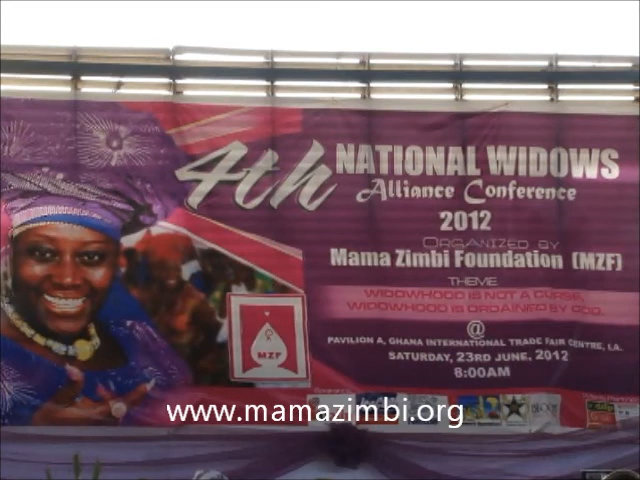 4th NATIONAL WIDOWS
Alliance Conference
2012
ORGANIZED BY
Mama Zimbi Foundation (MZF)
THEME
WIDOWHOOD IS NOT A CURSE,
WIDOWHOOD IS ORDAINED BY GOD.
@
PAVILION A, GHANA INTERNATIONAL TRADE FAIR CENTRE, LA.
SATURDAY, 23RD JUNE, 2012
8:00AM
MZF
www.mamazimbi.org